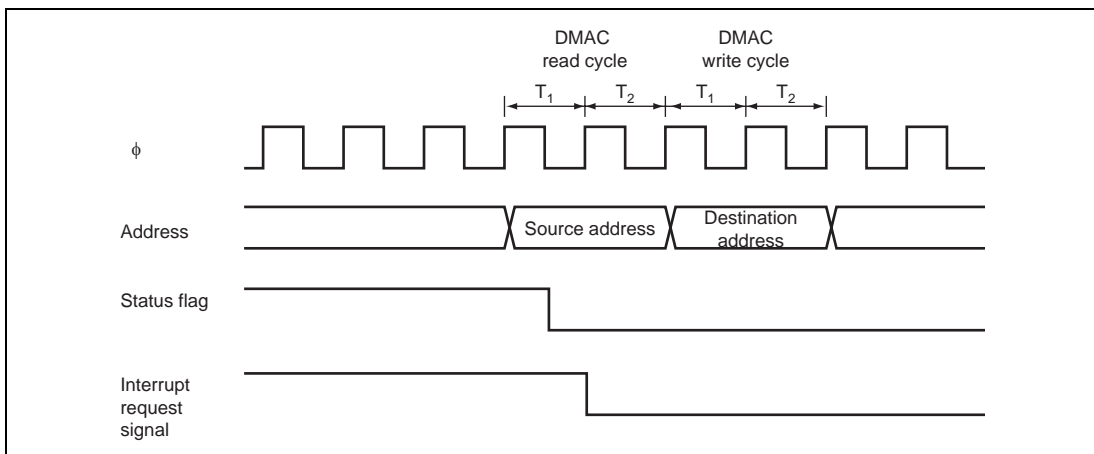 DMAC
read cycle
DMAC
write cycle
T1 T2 T1 T2
ϕ
Address
Source address
Destination
address
Status flag
Interrupt
request
signal